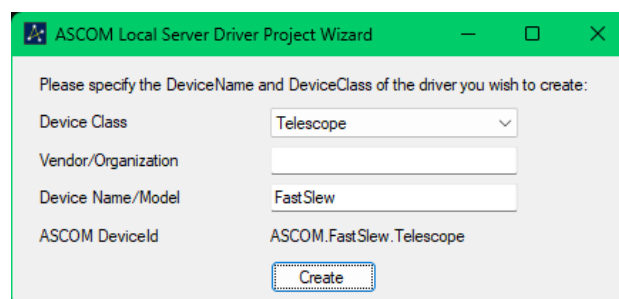 ASCOM Local Server Driver Project Wizard
Please specify the DeviceName and DeviceClass of the driver you wish to create:
Device Class Telescope
Vendor/Organization
Device Name/Model FastSlew
ASCOM DeviceId ASCOM.FastSlew.Telescope
Create